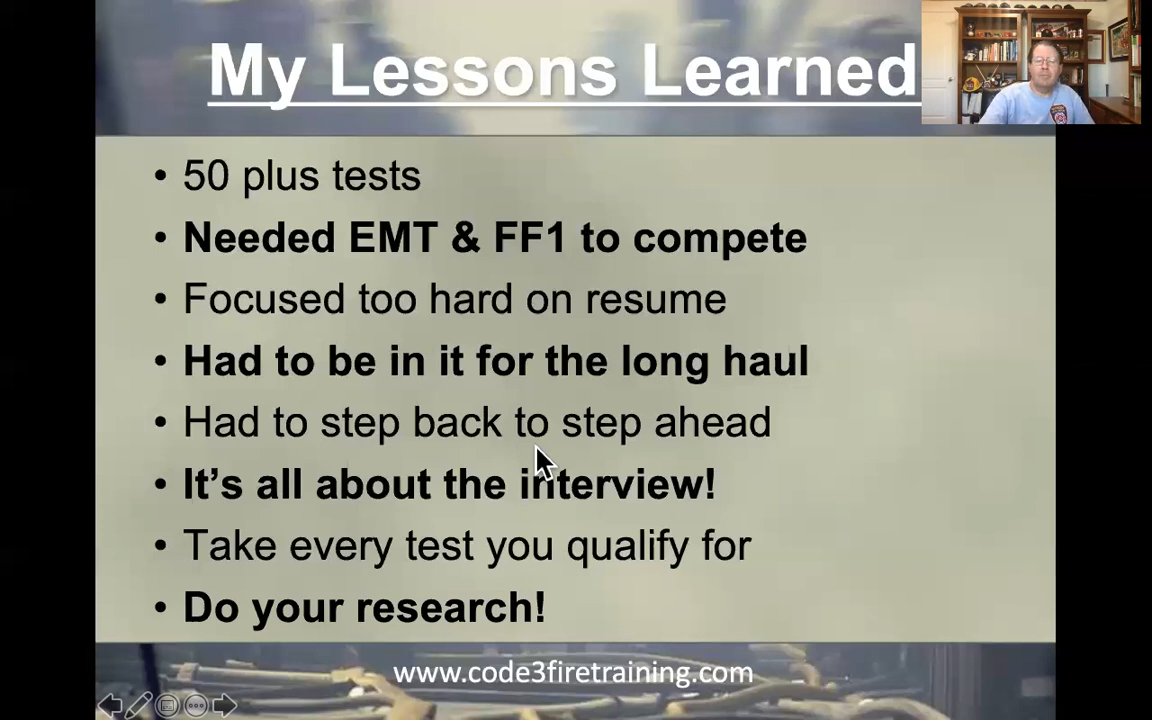 My Lessons Learned
• 50 plus tests
• Needed EMT & FF1 to compete
• Focused too hard on resume
• Had to be in it for the long haul
• Had to step back to step ahead
• It's all about the interview!
• Take every test you qualify for
• Do your research!
www.code3firetraining.com